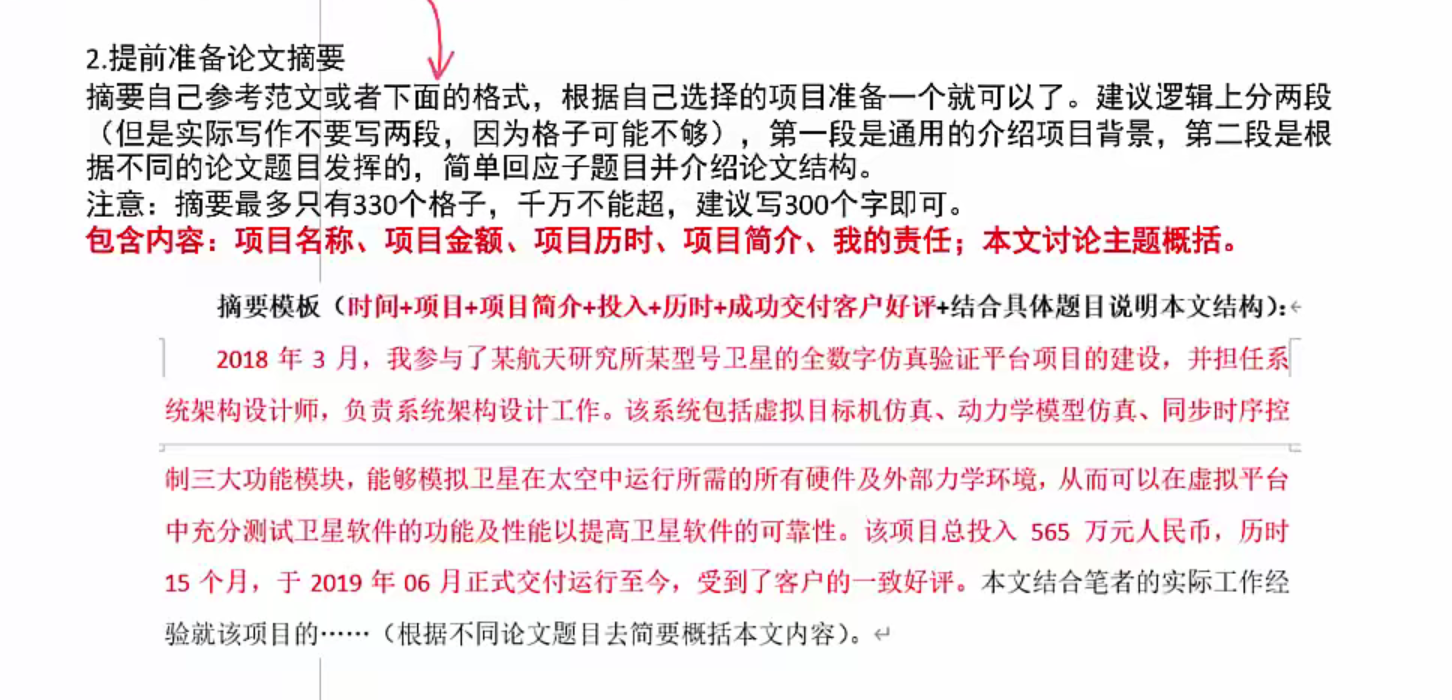 2.提前准备论文摘要
摘要自己参考范文或者下面的格式，根据自己选择的项目准备一个就可以了。建议逻辑上分两段
（但是实际写作不要写两段，因为格子可能不够），第一段是通用的介绍项目背景，第二段是根
据不同的论文题目发挥的，简单回应子题目并介绍论文结构。
注意：摘要最多只有330个格子，千万不能超，建议写300个字即可。
包含内容：项目名称、项目金额、项目历时、项目简介、我的责任；本文讨论主题概括。
摘要模板（时间+项目+项目简介+投入+历时+成功交付客户好评+结合具体题目说明本文结构）：
2018 年 3 月，我参与了某航天研究所某型号卫星的全数字仿真验证平台项目的建设，并担任系
统架构设计师，负责系统架构设计工作。该系统包括虚拟目标机仿真、动力学模型仿真、同步时序控
制三大功能模块，能够模拟卫星在太空中运行所需的所有硬件及外部力学环境，从而可以在虚拟平台
中充分测试卫星软件的功能及性能以提高卫星软件的可靠性。该项目总投入 565 万元人民币，历时
15 个月，于 2019 年 06 月正式交付运行至今，受到了客户的一致好评。本文结合笔者的实际工作经
验就该项目的……（根据不同论文题目去简要概括本文内容）。